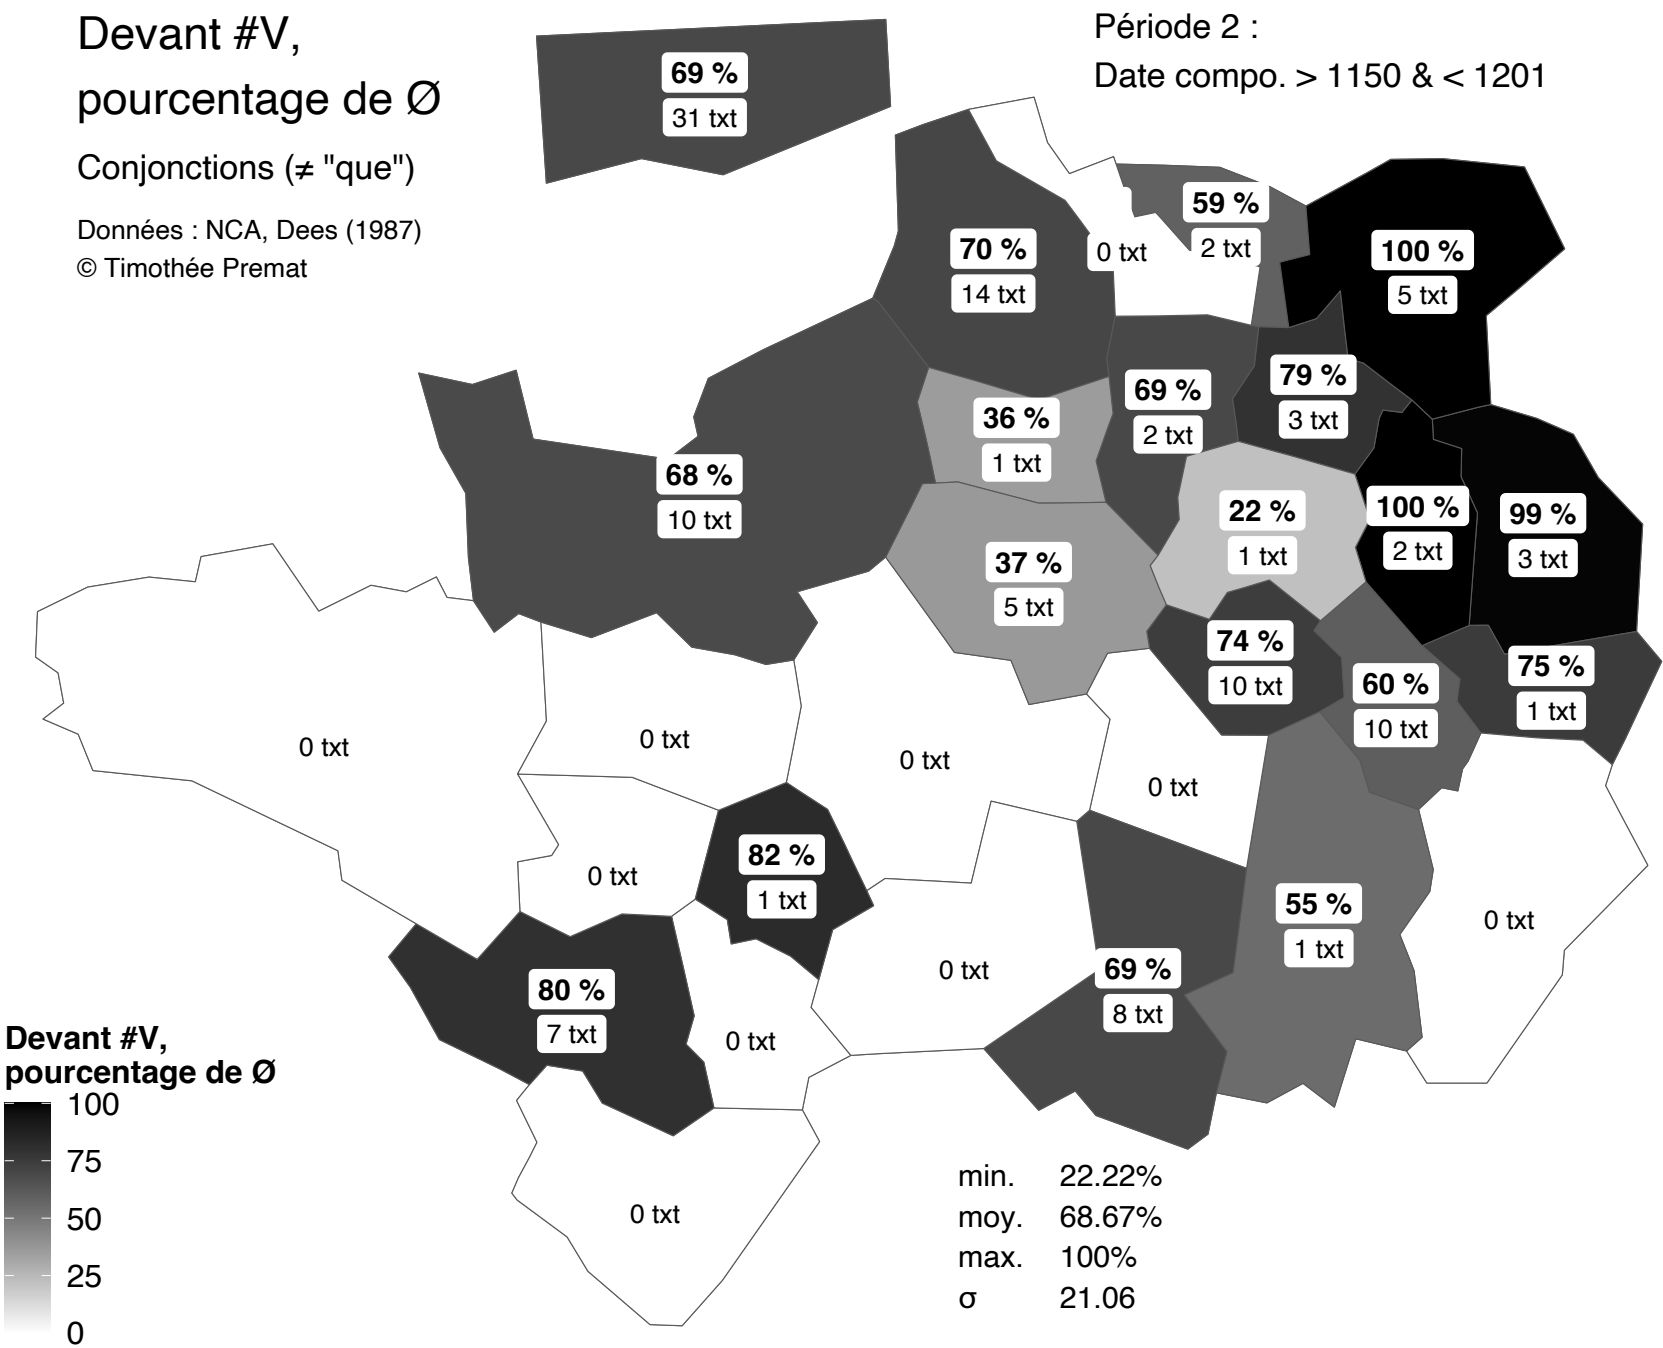 Devant #V,
pourcentage de Ø
Conjonctions (≠ "que")
Données : NCA, Dees (1987)
© Timothée Premat
Période 2 :
Date compo. > 1150 & < 1201
69 %
31 txt
59 %
2 txt
70 %
14 txt
0 txt
100 %
5 txt
79 %
3 txt
69 %
2 txt
36 %
1 txt
68 %
10 txt
22 %
1 txt
100 %
2 txt
99 %
3 txt
37 %
5 txt
74 %
10 txt
60 %
10 txt
75 %
1 txt
0 txt
0 txt
0 txt
0 txt
82 %
1 txt
0 txt
55 %
1 txt
0 txt
0 txt
69 %
8 txt
80 %
7 txt
0 txt
0 txt
Devant #V,
pourcentage de Ø
100
75
50
25
0
min. 22.22%
moy. 68.67%
max. 100%
σ 21.06